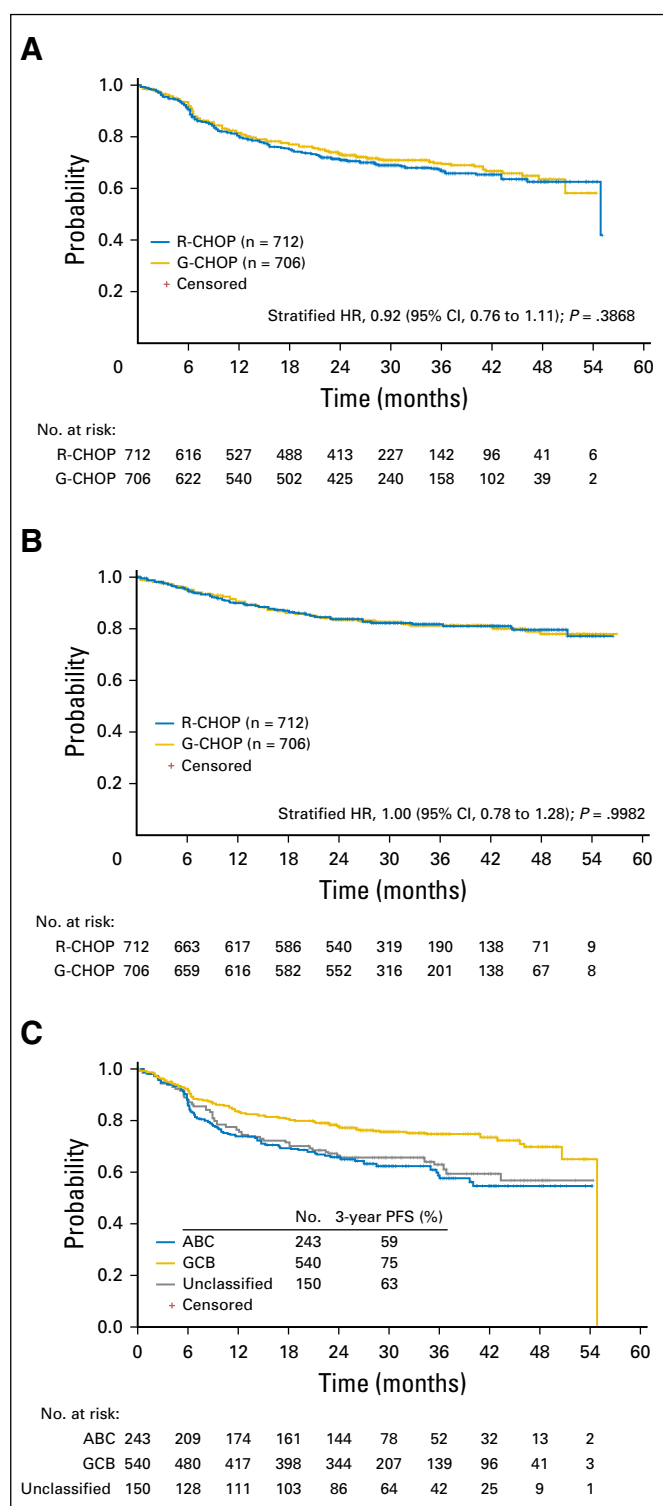 A
1.0
0.8
0.6
0.4
0.2
Probability
R-CHOP (n = 712)
G-CHOP (n = 706)
+ Censored
Stratified HR, 0.92 (95% CI, 0.76 to 1.11); P = .3868
0 6 12 18 24 30 36 42 48 54 60
Time (months)
No. at risk:
R-CHOP 712 616 527 488 413 227 142 96 41 6
G-CHOP 706 622 540 502 425 240 158 102 39 2
B
1.0
0.8
0.6
0.4
0.2
Probability
R-CHOP (n = 712)
G-CHOP (n = 706)
+ Censored
Stratified HR, 1.00 (95% CI, 0.78 to 1.28); P = .9982
0 6 12 18 24 30 36 42 48 54 60
Time (months)
No. at risk:
R-CHOP 712 663 617 586 540 319 190 138 71 9
G-CHOP 706 659 616 582 552 316 201 138 67 8
C
1.0
0.8
0.6
0.4
0.2
0.0
Probability
No. 3-year PFS (%)
ABC 243 59
GCB 540 75
Unclassified 150 63
+ Censored
0 6 12 18 24 30 36 42 48 54 60
Time (months)
No. at risk:
ABC 243 209 174 161 144 78 52 32 13 2
GCB 540 480 417 398 344 207 139 96 41 3
Unclassified 150 128 111 103 86 64 42 25 9 1